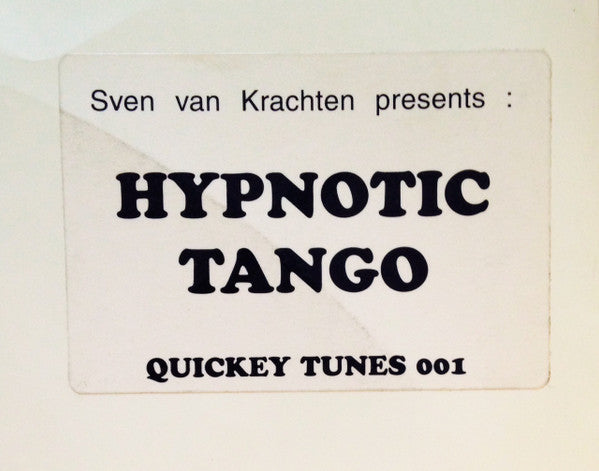 Sven van Krachten presents :
HYPNOTIC
TANGO
QUICKEY TUNES 001